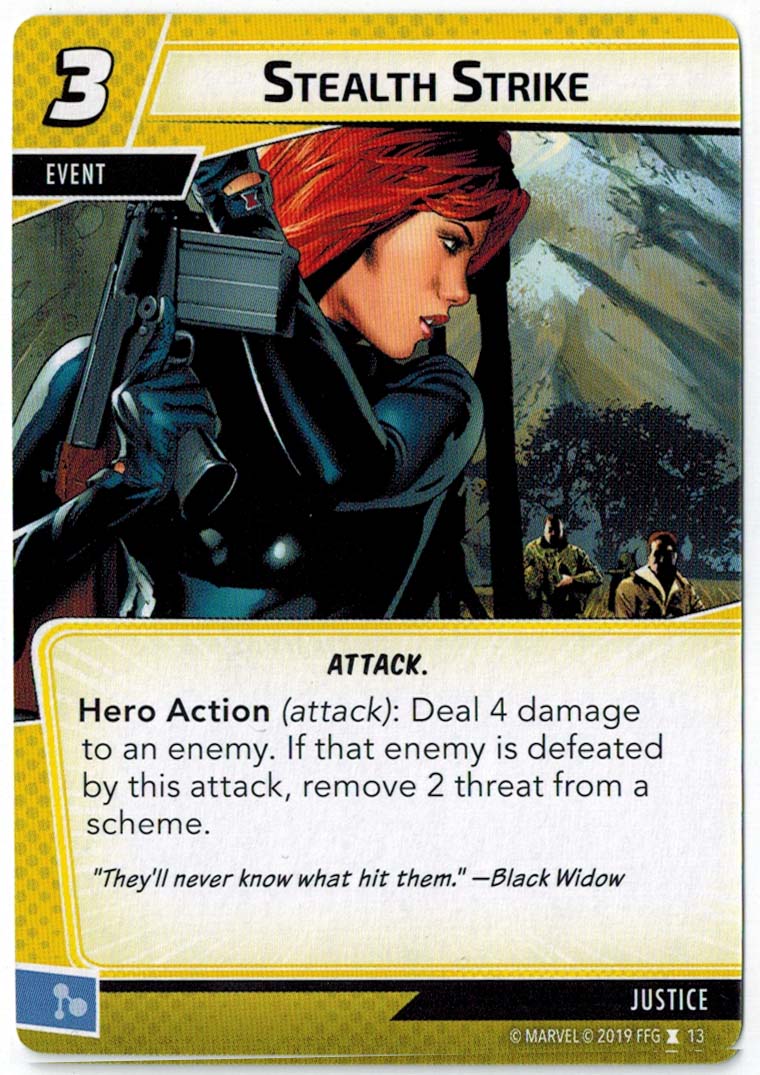 3
STEALTH STRIKE
EVENT
ATTACK.
Hero Action (attack): Deal 4 damage
to an enemy. If that enemy is defeated
by this attack, remove 2 threat from a
scheme.
"They'll never know what hit them." —Black Widow
JUSTICE
© MARVEL © 2019 FFG 13